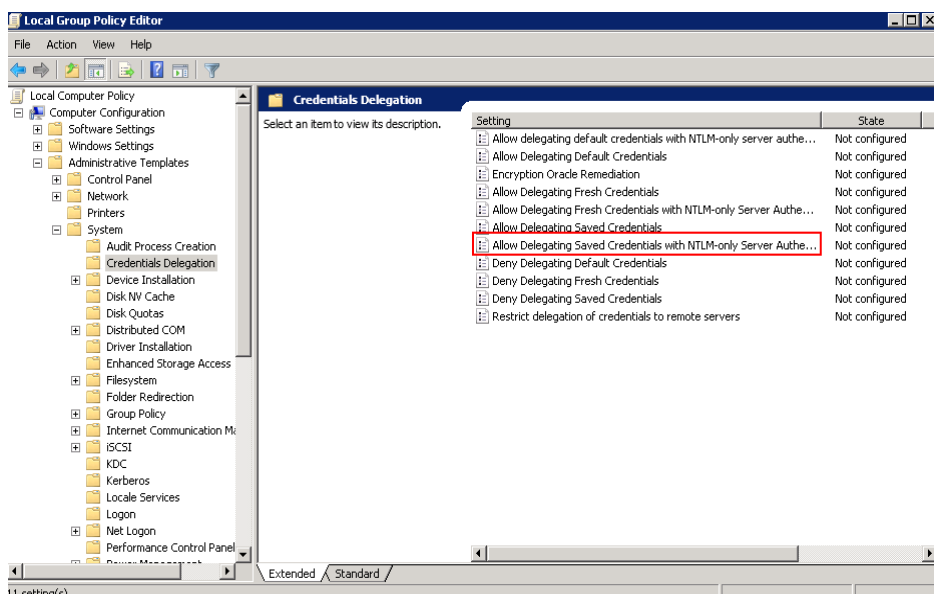 Local Group Policy Editor
File Action View Help
Local Computer Policy
Computer Configuration
Software Settings
Windows Settings
Administrative Templates
Control Panel
Network
Printers
System
Audit Process Creation
Credentials Delegation
Device Installation
Disk NV Cache
Disk Quotas
Distributed COM
Driver Installation
Enhanced Storage Access
Filesystem
Folder Redirection
Group Policy
Internet Communication Ma
iSCSI
KDC
Kerberos
Locale Services
Logon
Net Logon
Performance Control Panel
Power Management
Credentials Delegation
Select an item to view its description.
Setting State
Allow delegating default credentials with NTLM-only server authe... Not configured
Allow Delegating Default Credentials Not configured
Encryption Oracle Remediation Not configured
Allow Delegating Fresh Credentials Not configured
Allow Delegating Fresh Credentials with NTLM-only Server Authe... Not configured
Allow Delegating Saved Credentials Not configured
Allow Delegating Saved Credentials with NTLM-only Server Authe... Not configured
Deny Delegating Default Credentials Not configured
Deny Delegating Fresh Credentials Not configured
Deny Delegating Saved Credentials Not configured
Restrict delegation of credentials to remote servers Not configured
Extended Standard
11 setting(s)